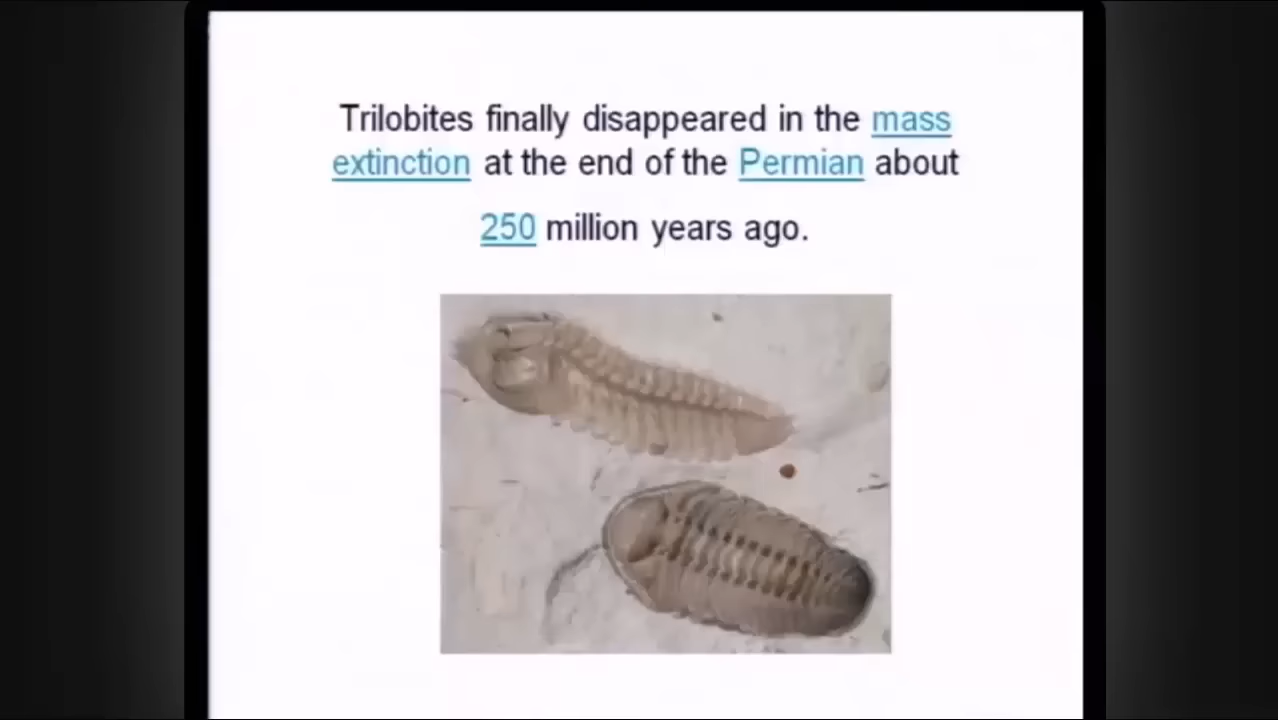 Trilobites finally disappeared in the mass
extinction at the end of the Permian about
250 million years ago.